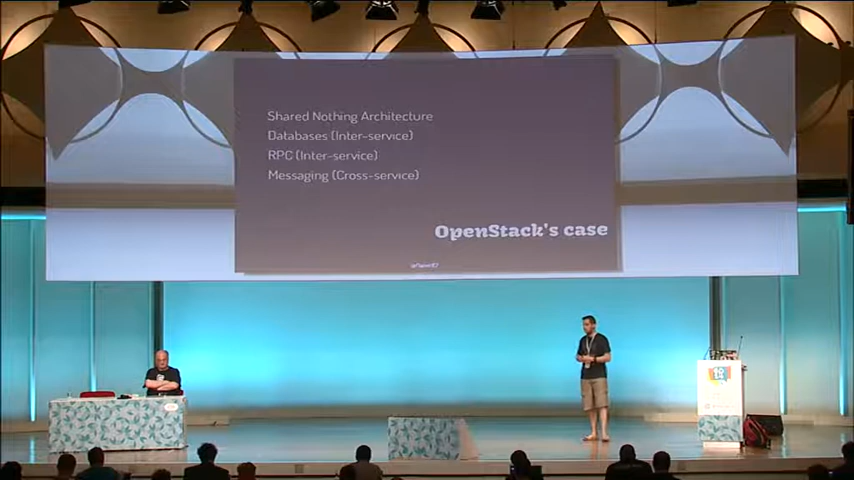 Shared Nothing Architecture
Databases (Inter-service)
RPC (Inter-service)
Messaging (Cross-service)
OpenStack's case